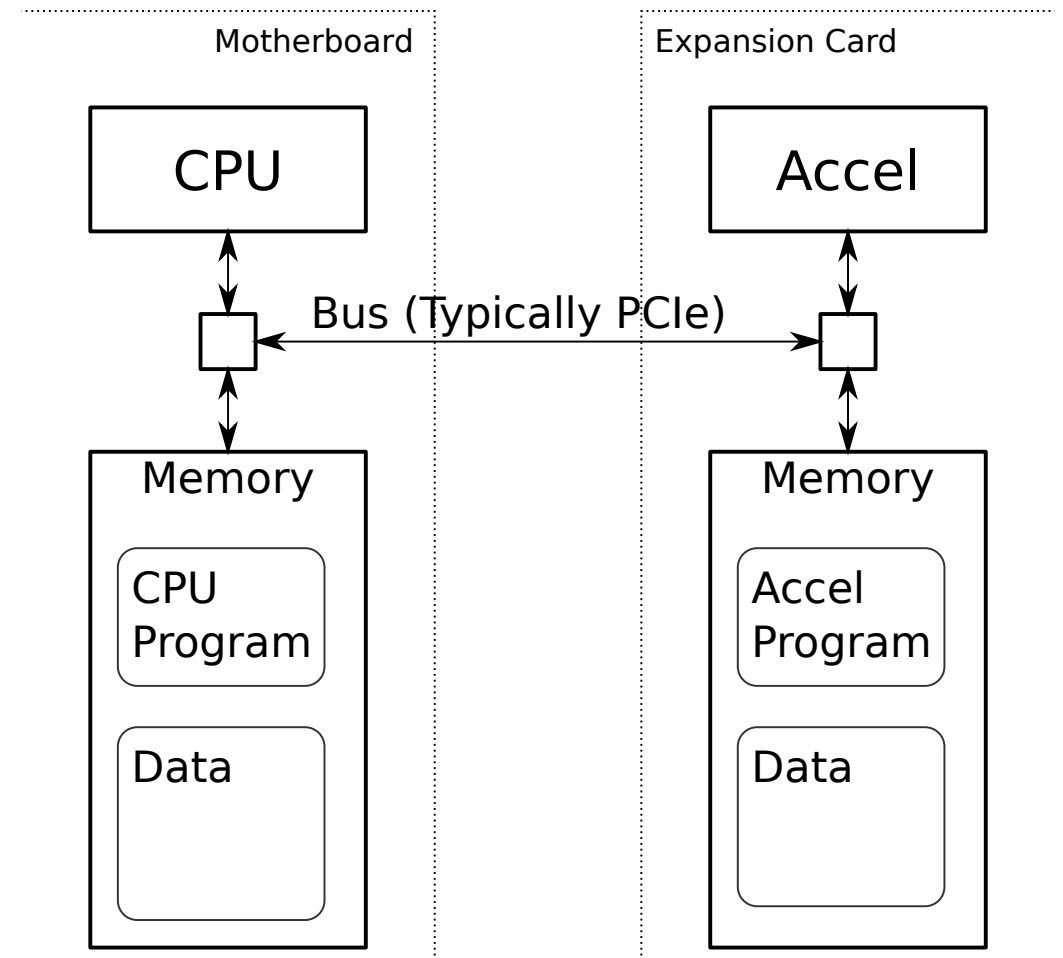 Motherboard
Expansion Card
CPU
Accel
Bus (Typically PCIe)
Memory
CPU
Program
Data
Memory
Accel
Program
Data